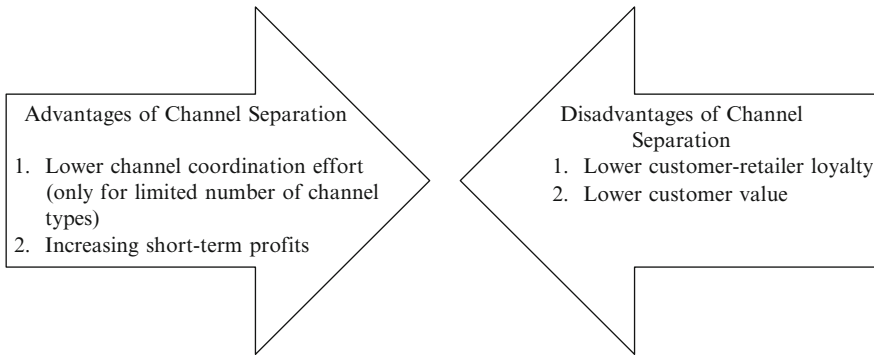 Advantages of Channel Separation
1. Lower channel coordination effort
(only for limited number of channel
types)
2. Increasing short-term profits
Disadvantages of Channel
Separation
1. Lower customer-retailer loyalty
2. Lower customer value